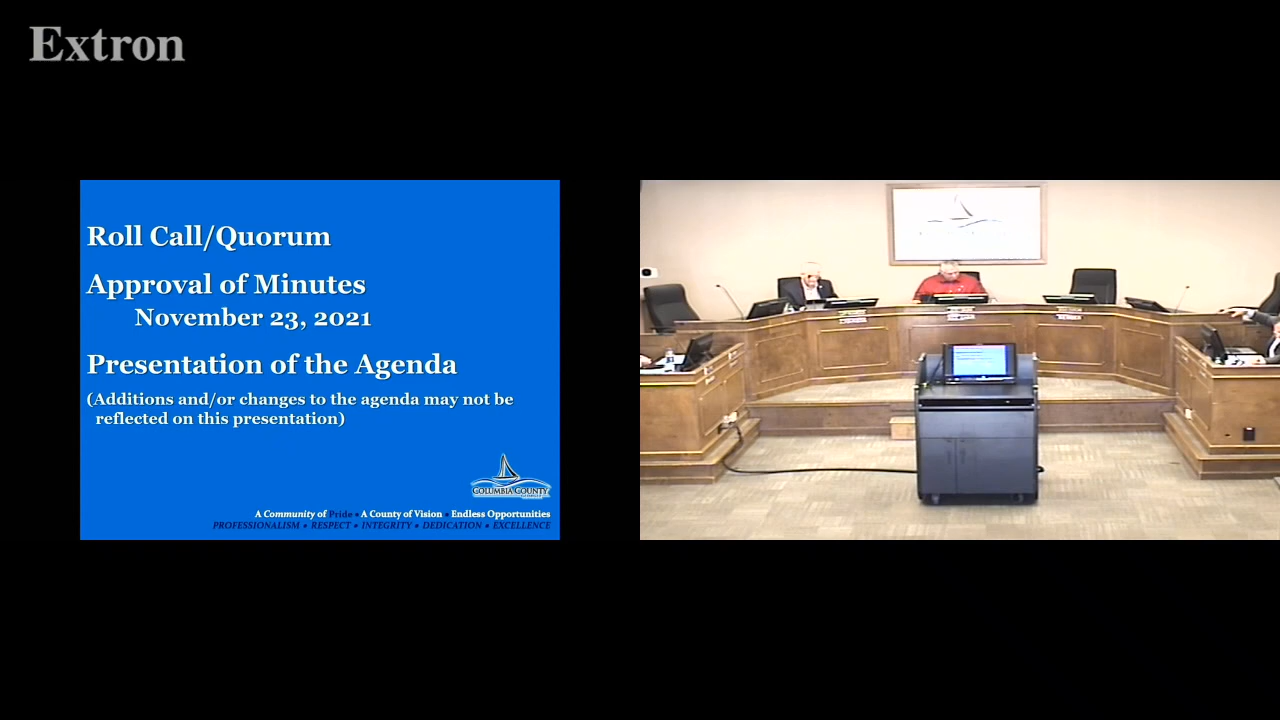 Extron
Roll Call/Quorum
Approval of Minutes
November 23, 2021
Presentation of the Agenda
(Additions and/or changes to the agenda may not be
reflected on this presentation)
COLUMBIA COUNTY
A Community of Pride • A County of Vision • Endless Opportunities
PROFESSIONALISM • RESPECT • INTEGRITY • DEDICATION • EXCELLENCE